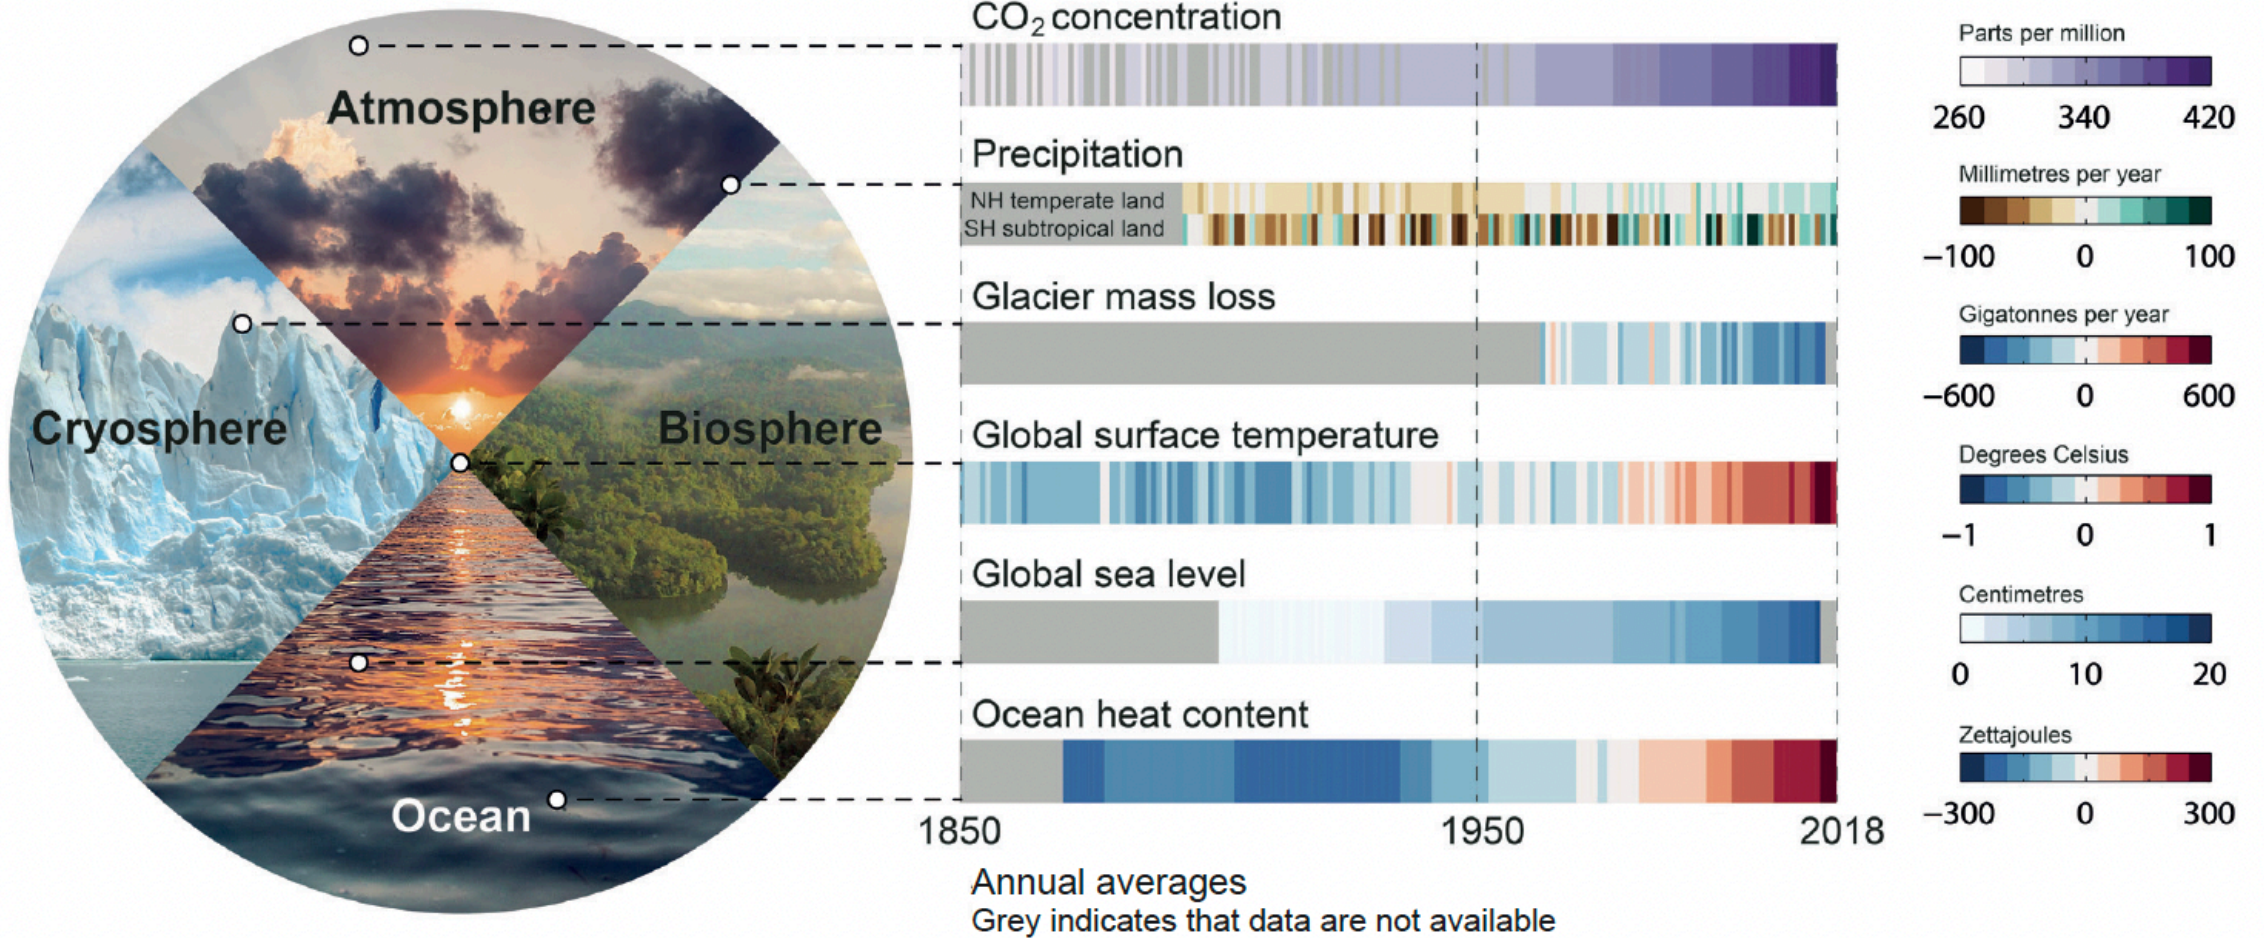 Atmosphere
Cryosphere
Biosphere
Ocean
CO₂ concentration
Precipitation
NH temperate land
SH subtropical land
Glacier mass loss
Global surface temperature
Global sea level
Ocean heat content
1850 1950 2018
Annual averages
Grey indicates that data are not available
Parts per million
260 340 420
Millimetres per year
−100 0 100
Gigatonnes per year
−600 0 600
Degrees Celsius
−1 0 1
Centimetres
0 10 20
Zettajoules
−300 0 300